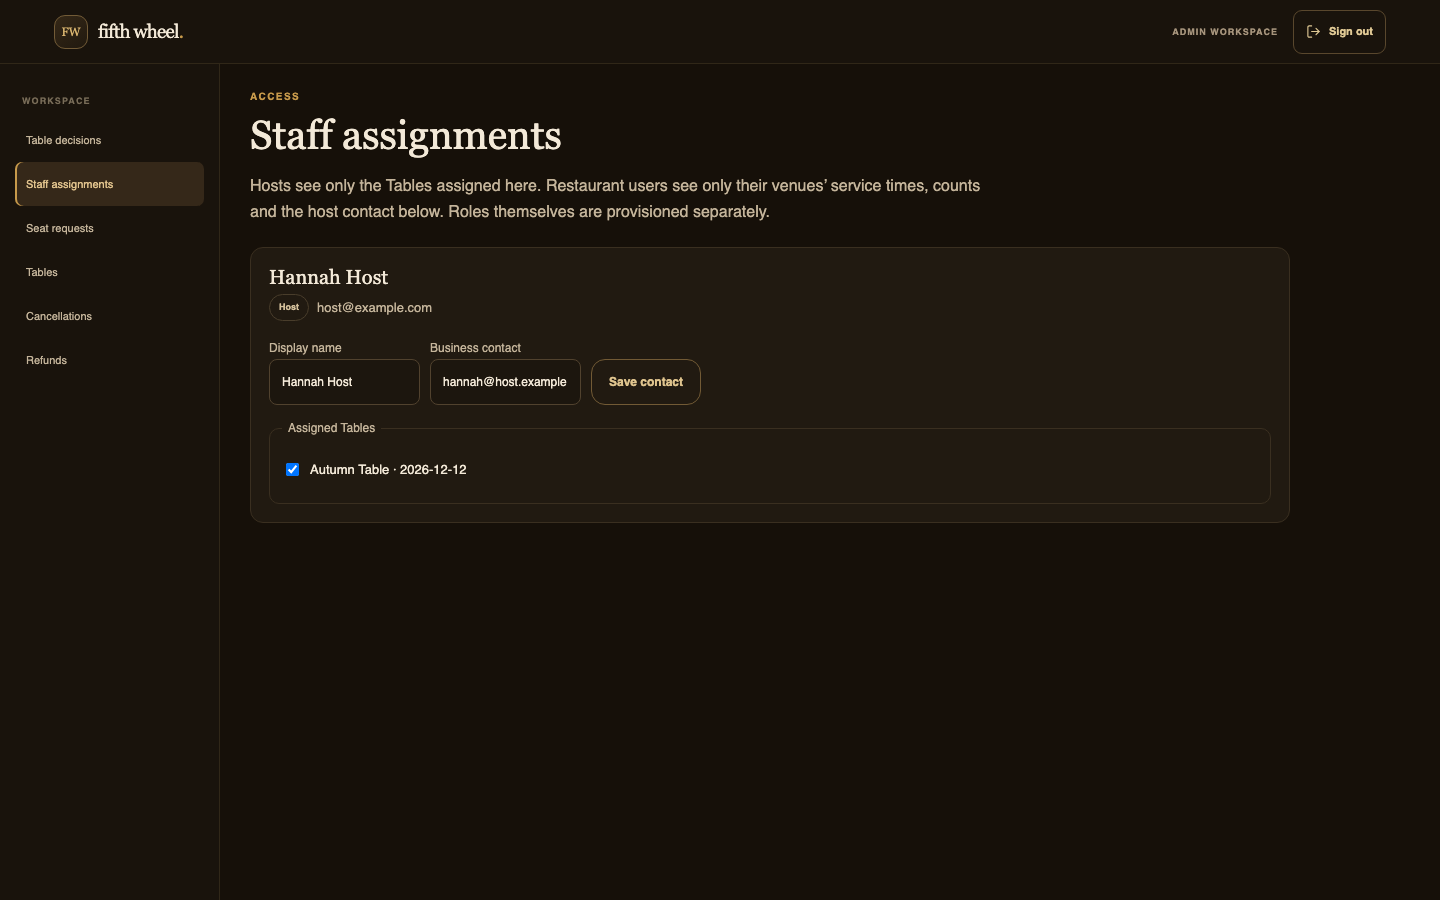 FW
fifth wheel.
ADMIN WORKSPACE
Sign out
WORKSPACE
Table decisions
Staff assignments
Seat requests
Tables
Cancellations
Refunds
ACCESS
Staff assignments
Hosts see only the Tables assigned here. Restaurant users see only their venues’ service times, counts
and the host contact below. Roles themselves are provisioned separately.
Hannah Host
Host host@example.com
Display name
Business contact
Hannah Host
hannah@host.example
Save contact
Assigned Tables
Autumn Table · 2026-12-12